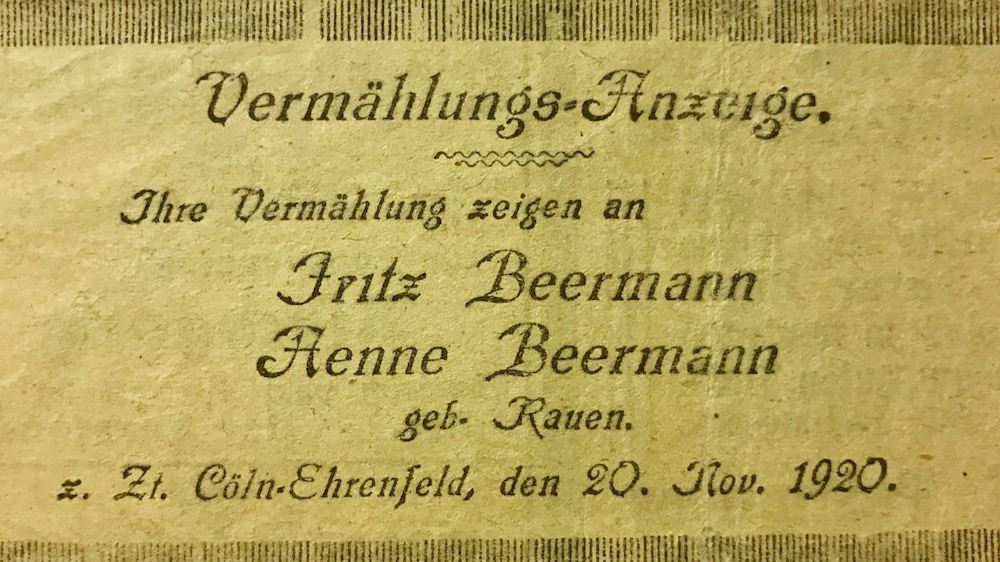 Vermählungs-Anzeige.
Ihre Vermählung zeigen an
Fritz Beermann
Aenne Beermann
geb. Rauen.
z. Zt. Cöln-Ehrenfeld, den 20. Nov. 1920.